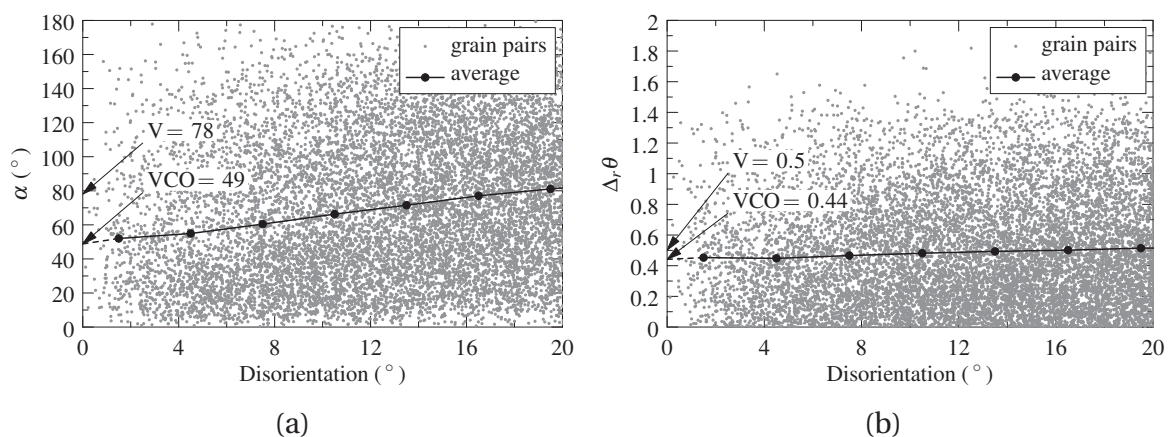 180
160
140
120
100
80
60
40
20
0
α (°)
grain pairs
average
V = 78
VCO = 49
0 4 8 12 16 20
Disorientation (°)
(a)
2
1.8
1.6
1.4
1.2
1
0.8
0.6
0.4
0.2
0
Δrθ
grain pairs
average
V = 0.5
VCO = 0.44
0 4 8 12 16 20
Disorientation (°)
(b)